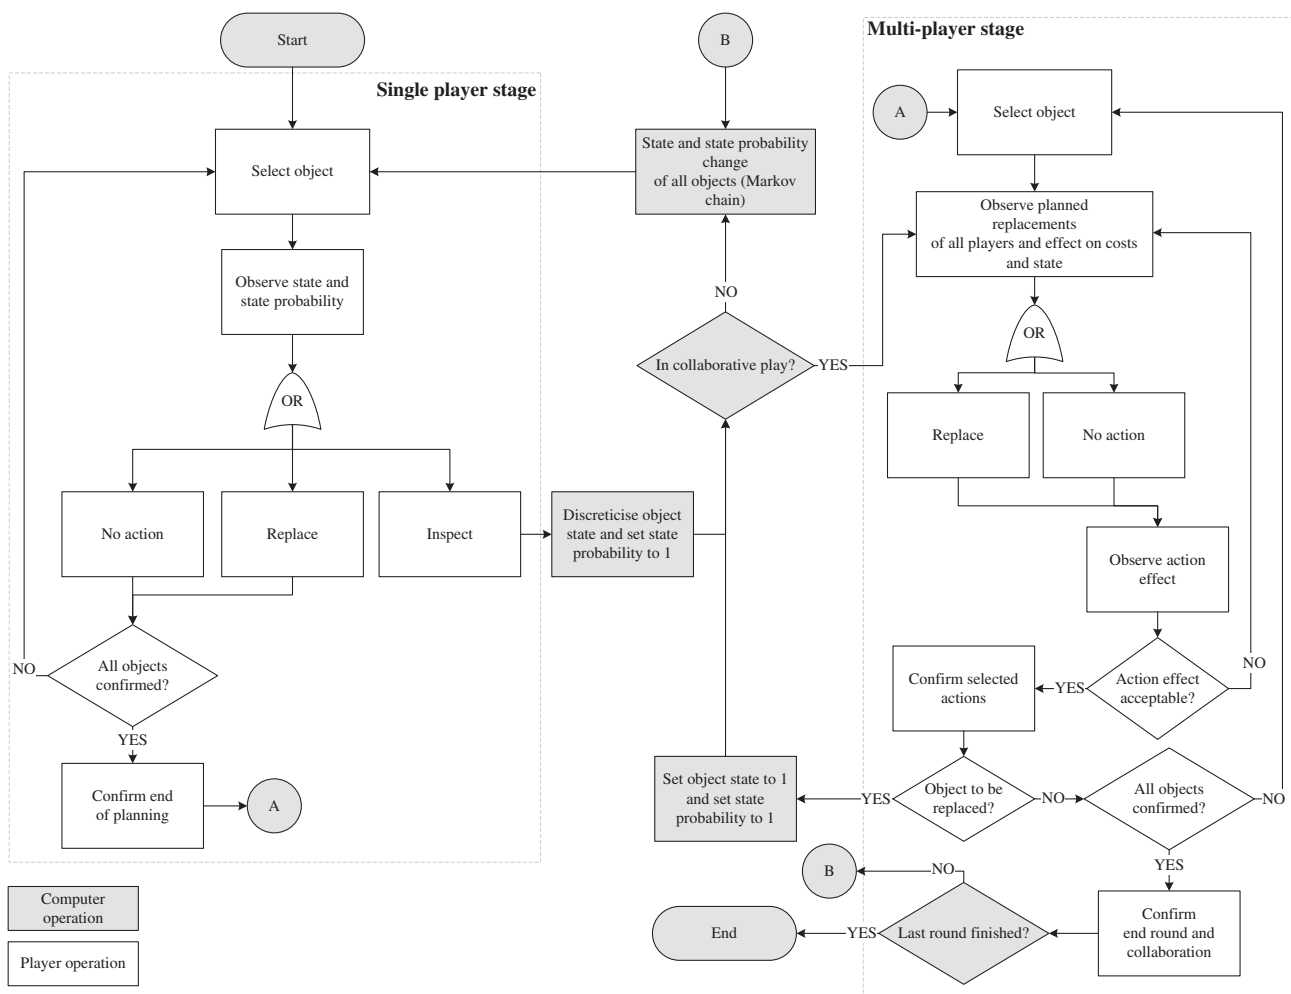 Start
Single player stage
Select object
Observe state and
state probability
OR
No action
Replace
Inspect
All objects
confirmed?
NO
YES
Confirm end
of planning
A
Computer
operation
Player operation
B
State and state probability
change
of all objects (Markov
chain)
NO
In collaborative play?
YES
Discreticise object
state and set state
probability to 1
Set object state to 1
and set state
probability to 1
Multi-player stage
A
Select object
Observe planned
replacements
of all players and effect on costs
and state
OR
Replace
No action
Observe action
effect
Action effect
acceptable?
NO
YES
Confirm selected
actions
Object to be
replaced?
YES
NO
All objects
confirmed?
NO
YES
Confirm
end round and
collaboration
Last round finished?
NO
B
YES
End